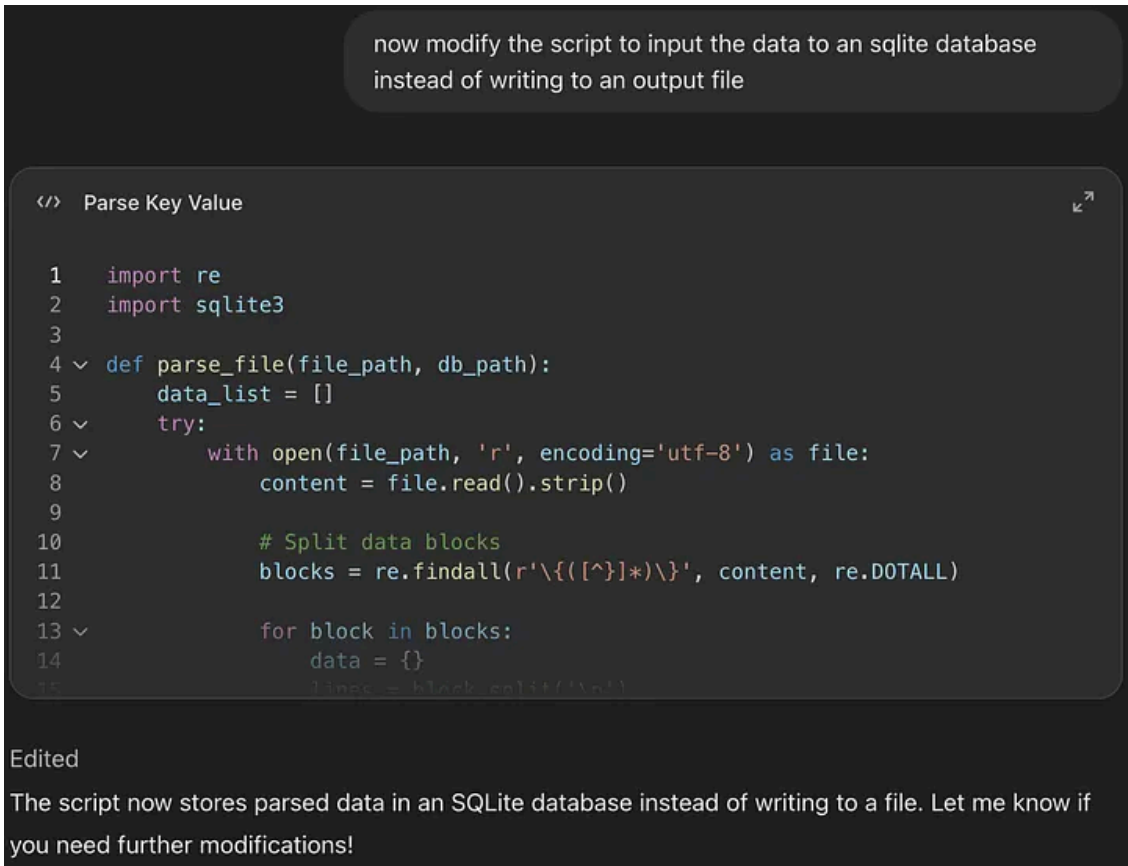 now modify the script to input the data to an sqlite database
instead of writing to an output file
</> Parse Key Value
1 import re
2 import sqlite3
3
4 def parse_file(file_path, db_path):
5     data_list = []
6     try:
7         with open(file_path, 'r', encoding='utf-8') as file:
8             content = file.read().strip()
9
10             # Split data blocks
11             blocks = re.findall(r'\{([^}]*)\}', content, re.DOTALL)
12
13             for block in blocks:
14                 data = {}
15                 lines = block.split('\n')
Edited
The script now stores parsed data in an SQLite database instead of writing to a file. Let me know if
you need further modifications!